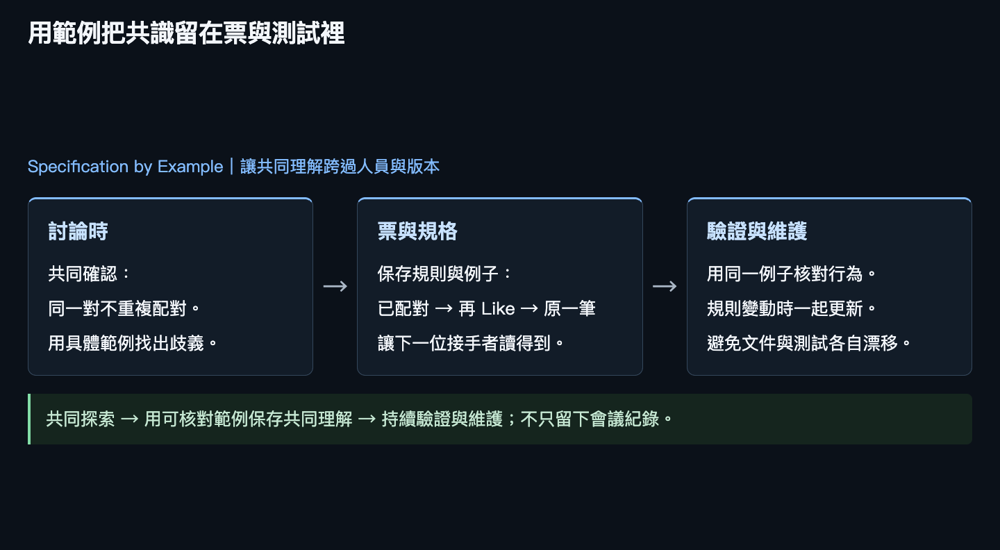 用範例把共識留在票與測試裡
Specification by Example｜讓共同理解跨過人員與版本
討論時
共同確認：
同一對不重複配對。
用具體範例找出歧義。
→
票與規格
保存規則與例子：
已配對 → 再 Like → 原一筆
讓下一位接手者讀得到。
→
驗證與維護
用同一例子核對行為。
規則變動時一起更新。
避免文件與測試各自漂移。
共同探索 → 用可核對範例保存共同理解 → 持續驗證與維護；不只留下會議紀錄。